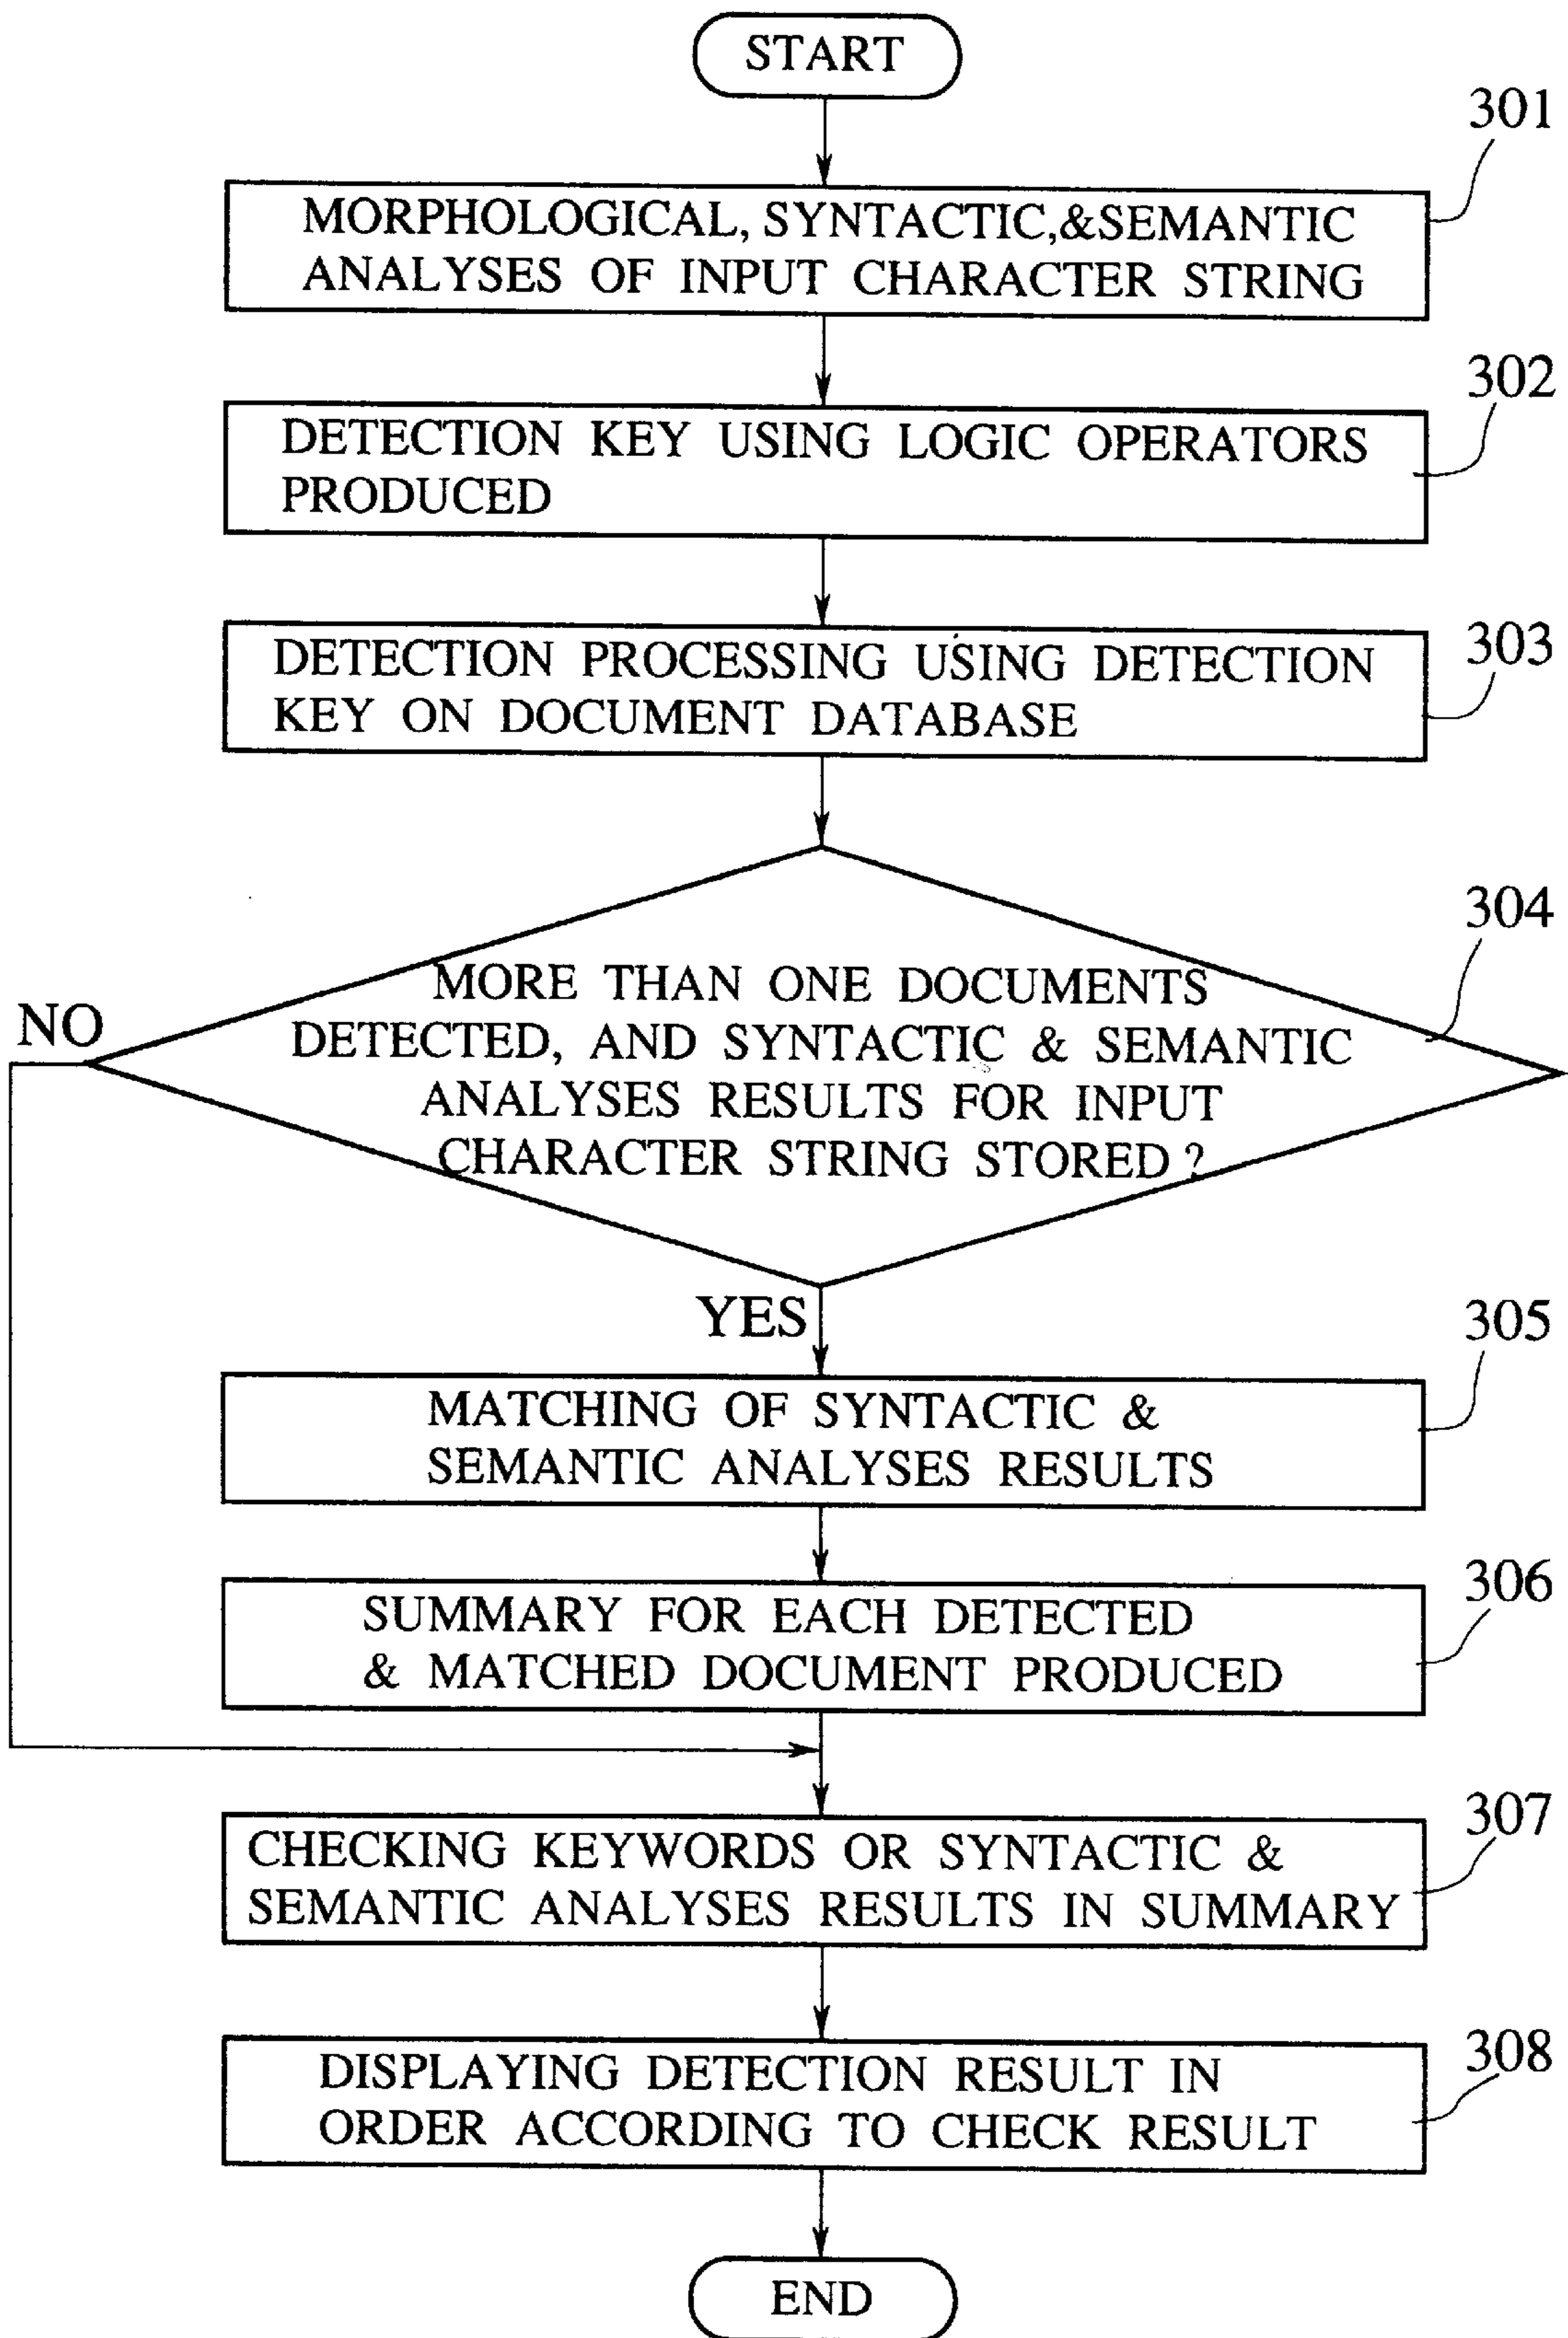 START
301
MORPHOLOGICAL, SYNTACTIC,&SEMANTIC
ANALYSES OF INPUT CHARACTER STRING
302
DETECTION KEY USING LOGIC OPERATORS
PRODUCED
303
DETECTION PROCESSING USING DETECTION
KEY ON DOCUMENT DATABASE
304
MORE THAN ONE DOCUMENTS
NO
DETECTED, AND SYNTACTIC & SEMANTIC
ANALYSES RESULTS FOR INPUT
CHARACTER STRING STORED ?
YES
305
MATCHING OF SYNTACTIC &
SEMANTIC ANALYSES RESULTS
306
SUMMARY FOR EACH DETECTED
& MATCHED DOCUMENT PRODUCED
307
CHECKING KEYWORDS OR SYNTACTIC &
SEMANTIC ANALYSES RESULTS IN SUMMARY
308
DISPLAYING DETECTION RESULT IN
ORDER ACCORDING TO CHECK RESULT
END